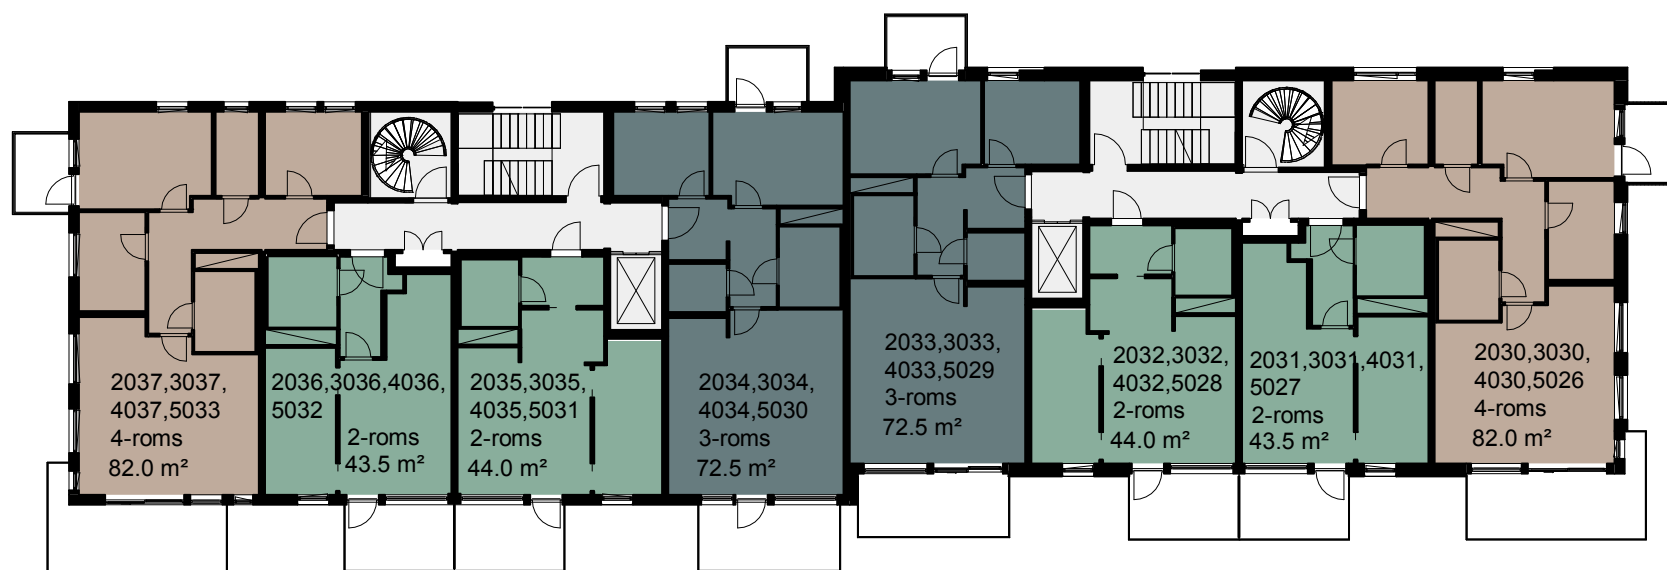 2037,3037,
4037,5033
4-roms
82.0 m²
2036,3036,4036,
5032
2-roms
43.5 m²
2035,3035,
4035,5031
2-roms
44.0 m²
2034,3034,
4034,5030
3-roms
72.5 m²
2033,3033,
4033,5029
3-roms
72.5 m²
2032,3032,
4032,5028
2-roms
44.0 m²
2031,3031,4031,
5027
2-roms
43.5 m²
2030,3030,
4030,5026
4-roms
82.0 m²